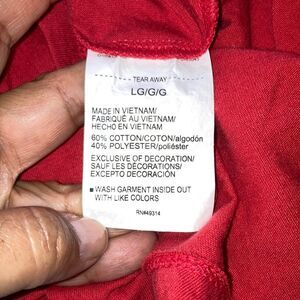 TEAR AWAY
LG/G/G
MADE IN VIETNAM/
FABRIQUÉ AU VIETNAM/
HECHO EN VIETNAM
60% COTTON/COTON/algodón
40% POLYESTER/poliéster
EXCLUSIVE OF DECORATION/
SAUF LES DÉCORATIONS/
EXCEPTO DECORACIÓN
WASH GARMENT INSIDE OUT
WITH LIKE COLORS
RN#49314